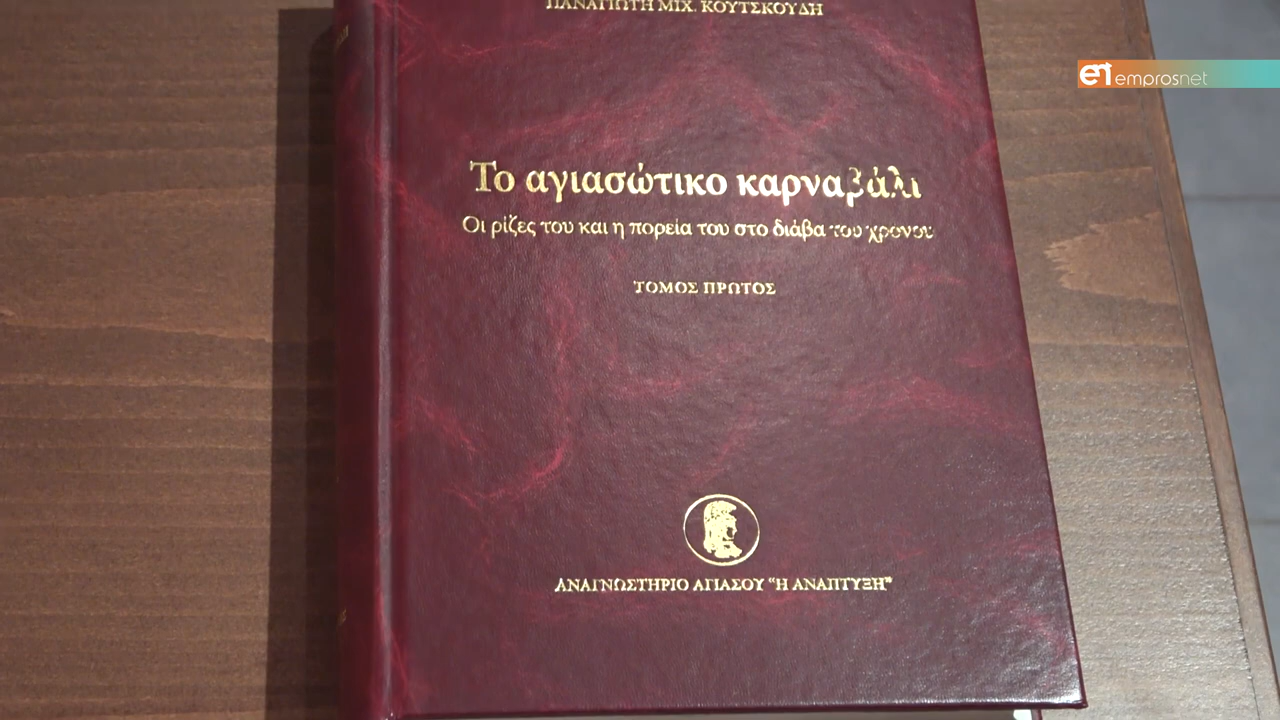 ΠΑΝΑΓΙΩΤΗ ΜΙΧ. ΚΟΥΤΣΚΟΥΔΗ
emprosnet
Το αγιασώτικο καρναβάλι
Οι ρίζες του και η πορεία του στο διάβα του χρόνου
ΤΟΜΟΣ ΠΡΩΤΟΣ
ΑΝΑΓΝΩΣΤΗΡΙΟ ΑΓΙΑΣΟΥ "Η ΑΝΑΠΤΥΞΗ"